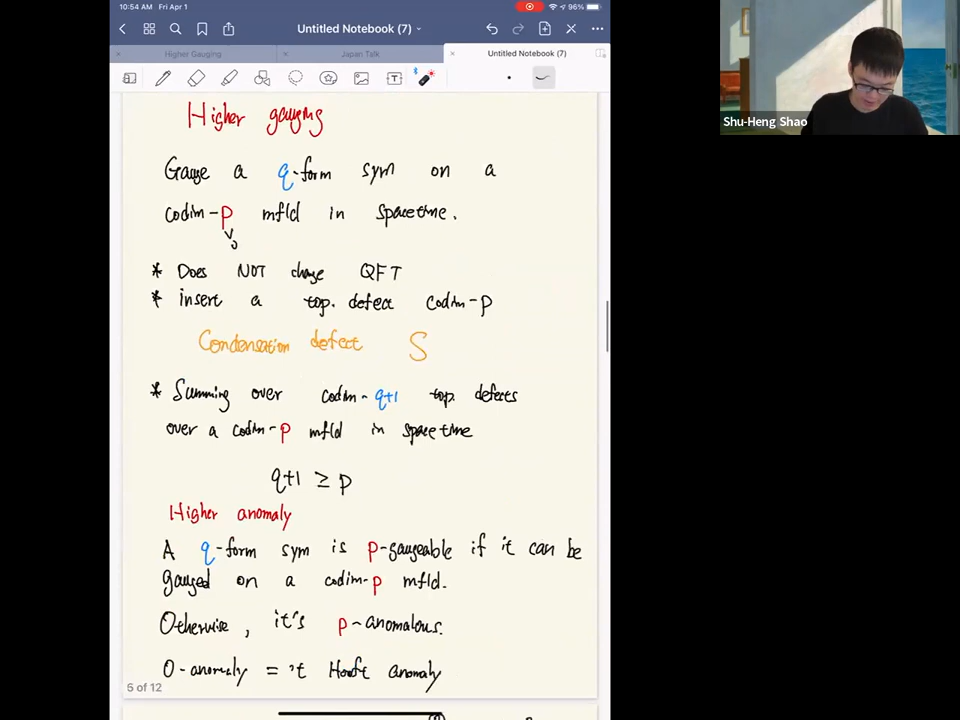 10:54 AM Fri Apr 1
96%
Untitled Notebook (7)
Higher Gauging
Japan Talk
Untitled Notebook (7)
Shu-Heng Shao
Higher gauging
Gauge a q-form sym on a
codim-p mfld in spacetime.
* Does NOT change QFT
* insert a top. defect codim-p
Condensation defect S
* Summing over codim-q+1 top. defects
over a codim-p mfld in spacetime
q+1 ≥ p
Higher anomaly
A q-form sym is p-gaugeable if it can be
gauged on a codim-p mfld.
Otherwise, it's p-anomalous.
0-anomaly = 't Hooft anomaly
5 of 12